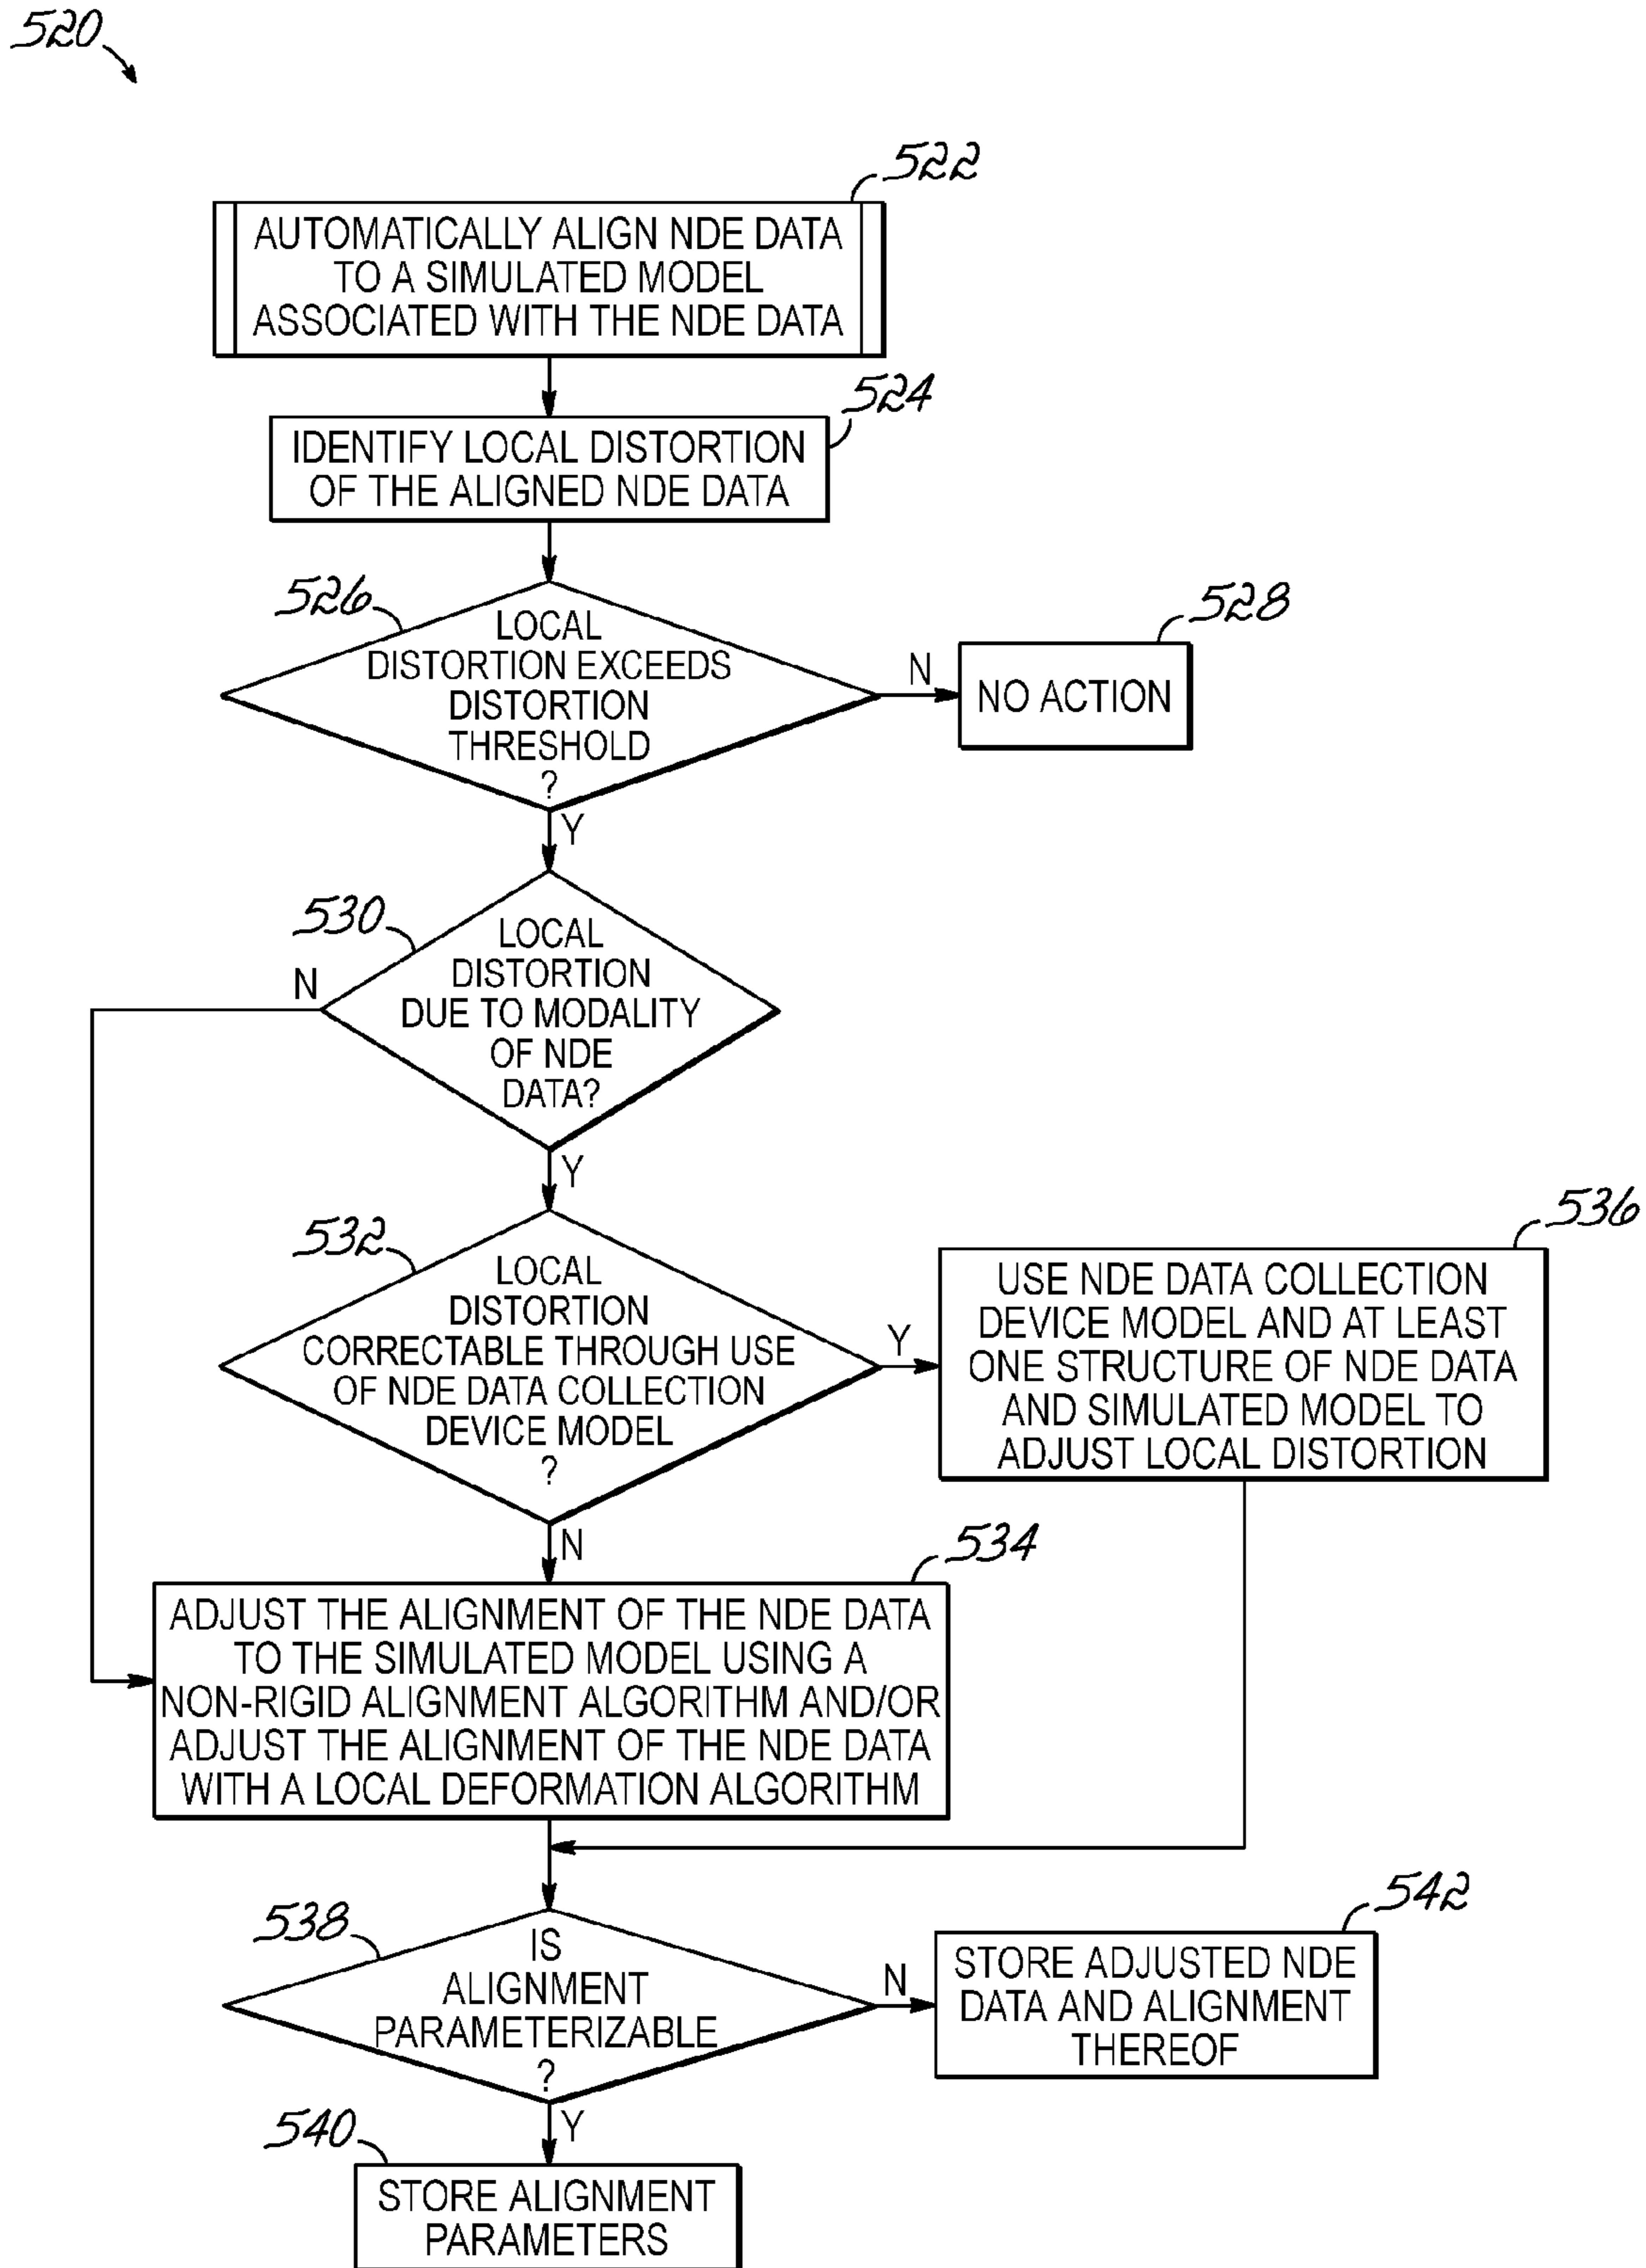 520
522
AUTOMATICALLY ALIGN NDE DATA
TO A SIMULATED MODEL
ASSOCIATED WITH THE NDE DATA
524
IDENTIFY LOCAL DISTORTION
OF THE ALIGNED NDE DATA
526
LOCAL
DISTORTION EXCEEDS
DISTORTION
THRESHOLD
?
N
528
NO ACTION
Y
530
LOCAL
DISTORTION
DUE TO MODALITY
OF NDE
DATA?
N
Y
532
LOCAL
DISTORTION
CORRECTABLE THROUGH USE
OF NDE DATA COLLECTION
DEVICE MODEL
?
Y
536
USE NDE DATA COLLECTION
DEVICE MODEL AND AT LEAST
ONE STRUCTURE OF NDE DATA
AND SIMULATED MODEL TO
ADJUST LOCAL DISTORTION
N
534
ADJUST THE ALIGNMENT OF THE NDE DATA
TO THE SIMULATED MODEL USING A
NON-RIGID ALIGNMENT ALGORITHM AND/OR
ADJUST THE ALIGNMENT OF THE NDE DATA
WITH A LOCAL DEFORMATION ALGORITHM
538
IS
ALIGNMENT
PARAMETERIZABLE
?
N
542
STORE ADJUSTED NDE
DATA AND ALIGNMENT
THEREOF
Y
540
STORE ALIGNMENT
PARAMETERS